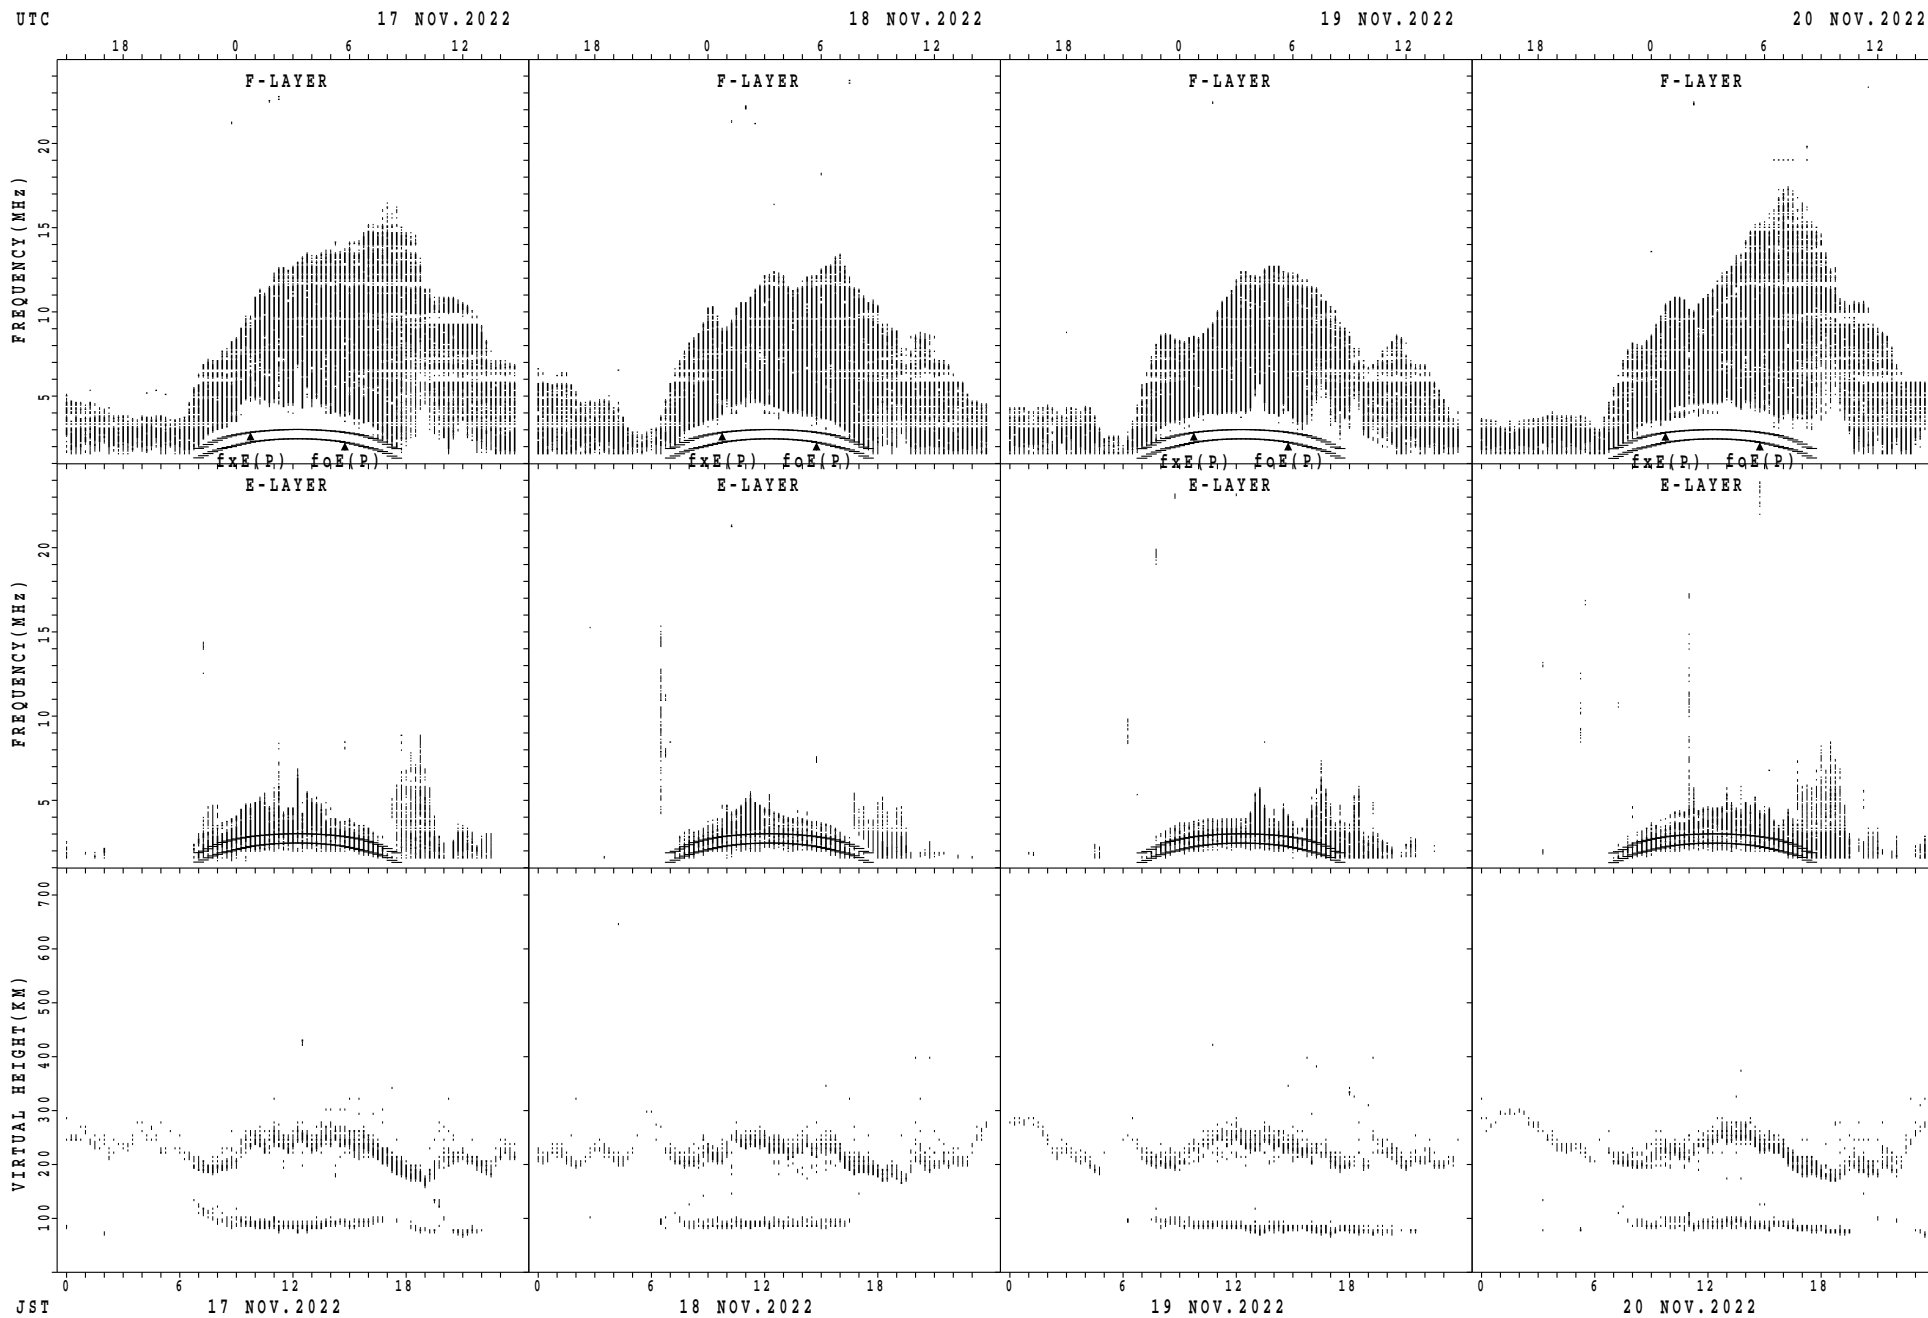 UTC 17 NOV.2022 18 NOV.2022 19 NOV.2022 20 NOV.2022
18 0 6 12 18 0 6 12 18 0 6 12 18 0 6 12
F-LAYER F-LAYER F-LAYER F-LAYER
FREQUENCY(MHz)
20
15
10
5
fxE(P) foE(P) fxE(P) foE(P) fxE(P) foE(P) fxE(P) foE(P)
E-LAYER E-LAYER E-LAYER E-LAYER
FREQUENCY(MHz)
20
15
10
5
VIRTUAL HEIGHT(KM)
700
600
500
400
300
200
100
0 6 12 18 0 6 12 18 0 6 12 18 0 6 12 18
JST 17 NOV.2022 18 NOV.2022 19 NOV.2022 20 NOV.2022